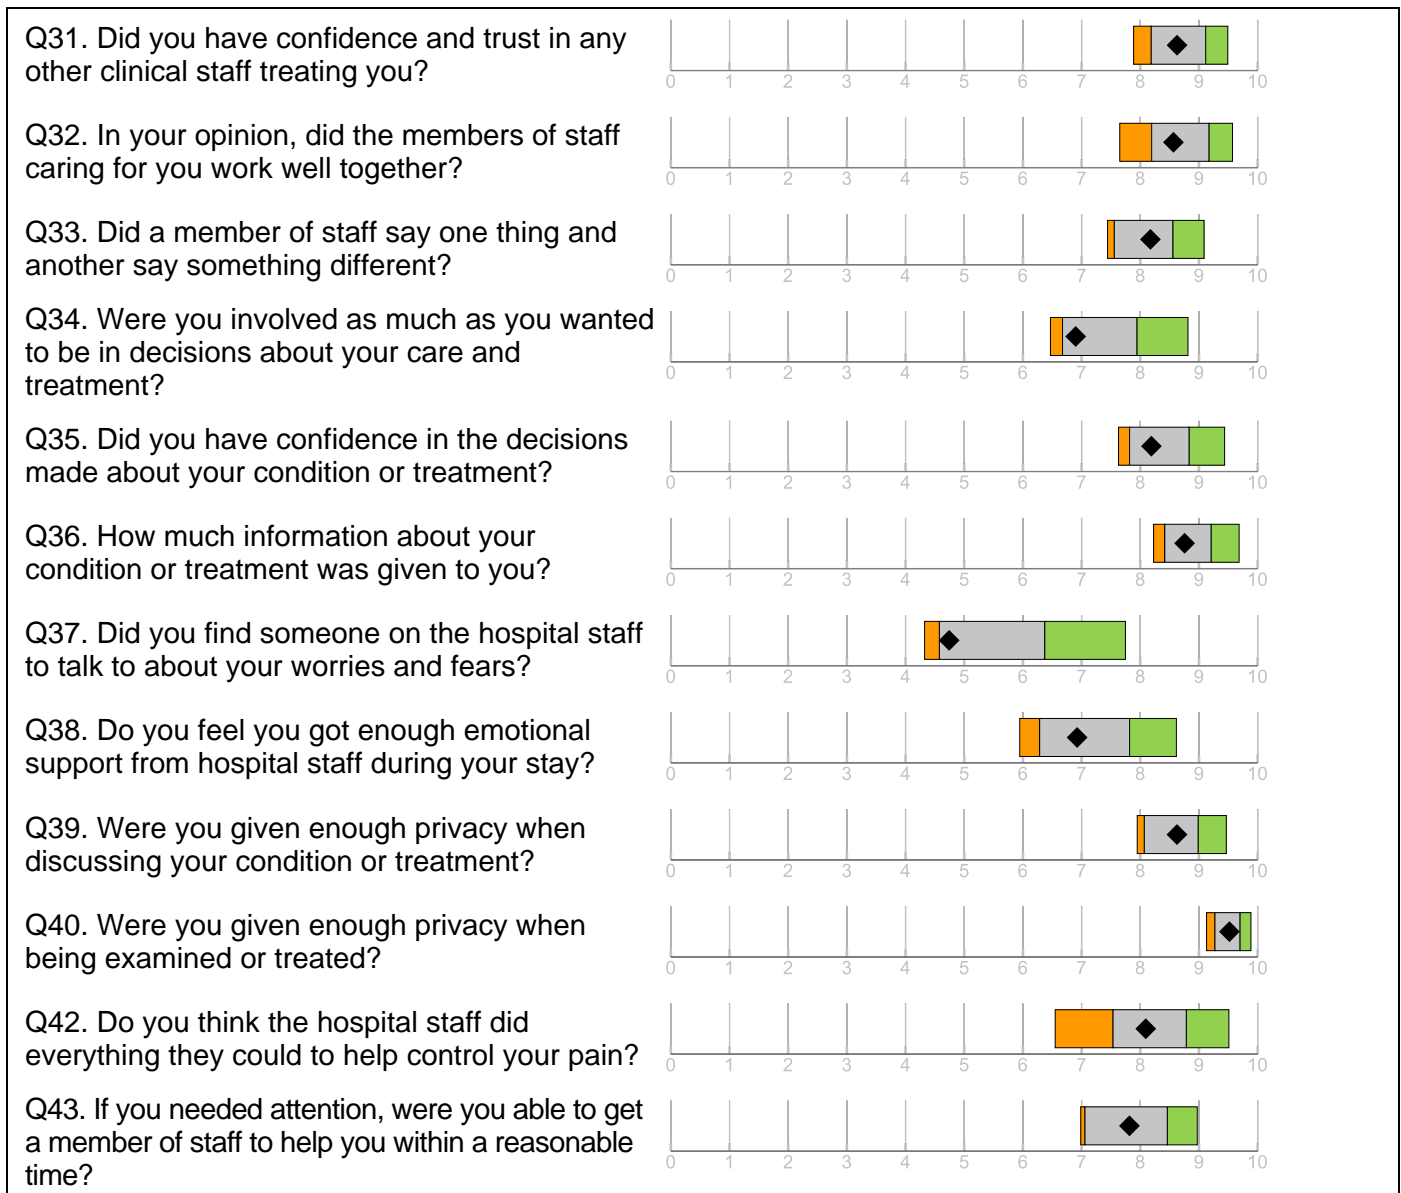 Q31. Did you have confidence and trust in any
other clinical staff treating you?
0 1 2 3 4 5 6 7 8 9 10
Q32. In your opinion, did the members of staff
caring for you work well together?
0 1 2 3 4 5 6 7 8 9 10
Q33. Did a member of staff say one thing and
another say something different?
0 1 2 3 4 5 6 7 8 9 10
Q34. Were you involved as much as you wanted
to be in decisions about your care and
treatment?
0 1 2 3 4 5 6 7 8 9 10
Q35. Did you have confidence in the decisions
made about your condition or treatment?
0 1 2 3 4 5 6 7 8 9 10
Q36. How much information about your
condition or treatment was given to you?
0 1 2 3 4 5 6 7 8 9 10
Q37. Did you find someone on the hospital staff
to talk to about your worries and fears?
0 1 2 3 4 5 6 7 8 9 10
Q38. Do you feel you got enough emotional
support from hospital staff during your stay?
0 1 2 3 4 5 6 7 8 9 10
Q39. Were you given enough privacy when
discussing your condition or treatment?
0 1 2 3 4 5 6 7 8 9 10
Q40. Were you given enough privacy when
being examined or treated?
0 1 2 3 4 5 6 7 8 9 10
Q42. Do you think the hospital staff did
everything they could to help control your pain?
0 1 2 3 4 5 6 7 8 9 10
Q43. If you needed attention, were you able to get
a member of staff to help you within a reasonable
time?
0 1 2 3 4 5 6 7 8 9 10